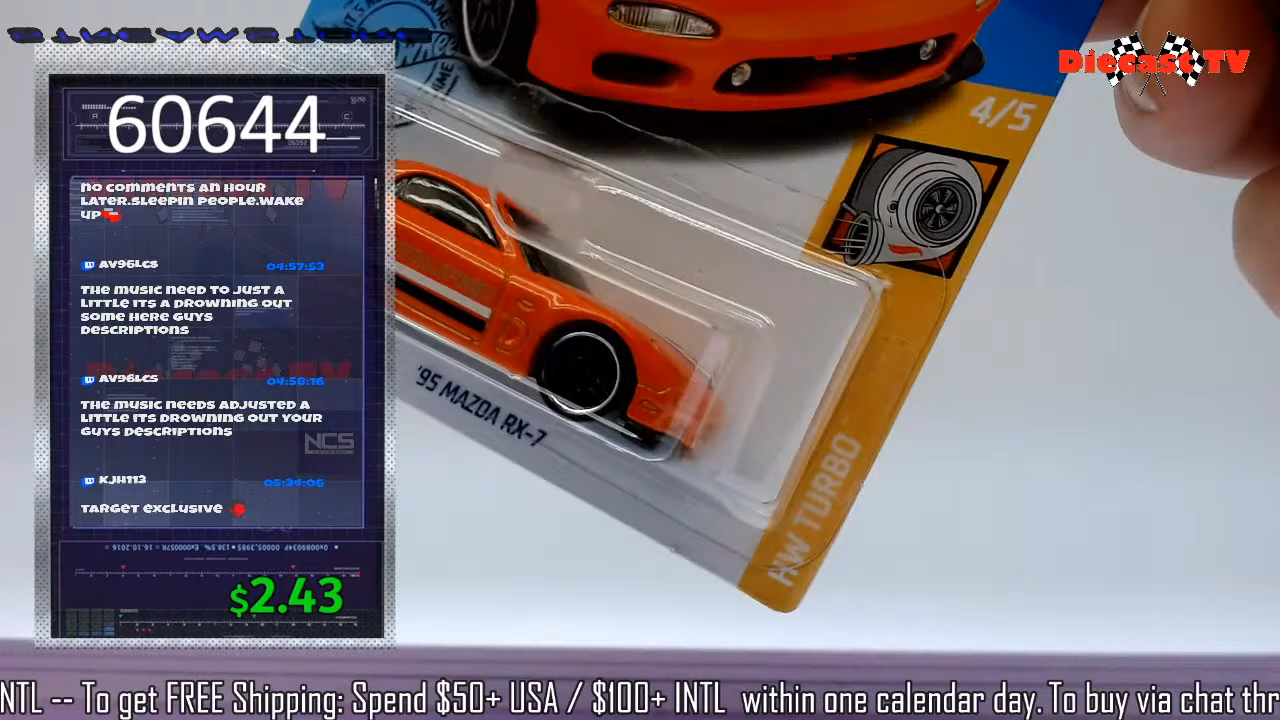 Diecast TV
60644
4/5
NO COMMENTS AN HOUR
LATER.SLEEPIN PEOPLE.WAKE
UP
AV96LCS 04:57:53
THE MUSIC NEED TO JUST A
LITTLE ITS A DROWNING OUT
SOME HERE GUYS
DESCRIPTIONS
AV96LCS 04:58:16
THE MUSIC NEEDS ADJUSTED A
LITTLE ITS DROWNING OUT YOUR
GUYS DESCRIPTIONS
NCS
KJH113 05:34:06
TARGET EXCLUSIVE
$2.43
'95 MAZDA RX-7
HW TURBO
NTL -- To get FREE Shipping: Spend $50+ USA / $100+ INTL within one calendar day. To buy via chat thr